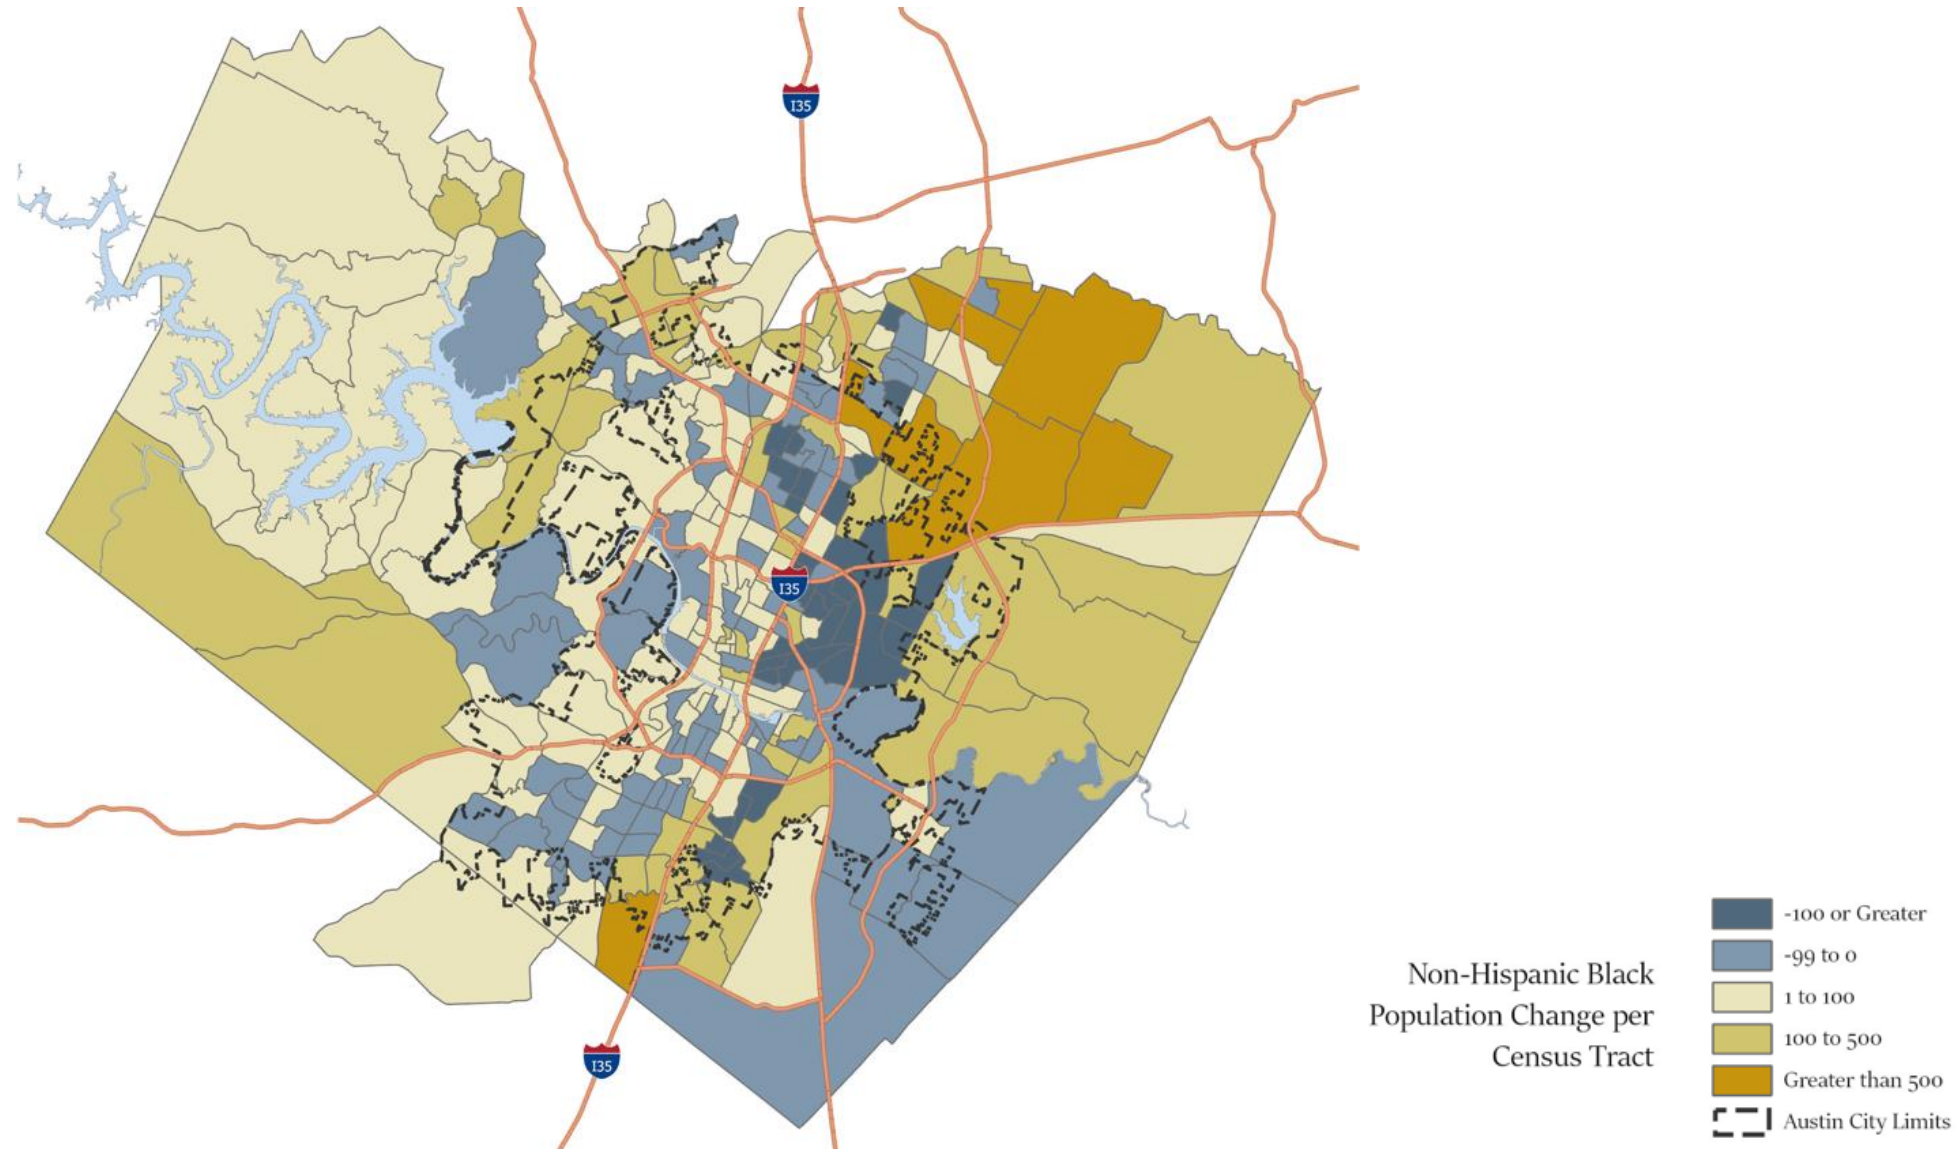 I35
I35
I35
Non-Hispanic Black
Population Change per
Census Tract
-100 or Greater
-99 to 0
1 to 100
100 to 500
Greater than 500
Austin City Limits